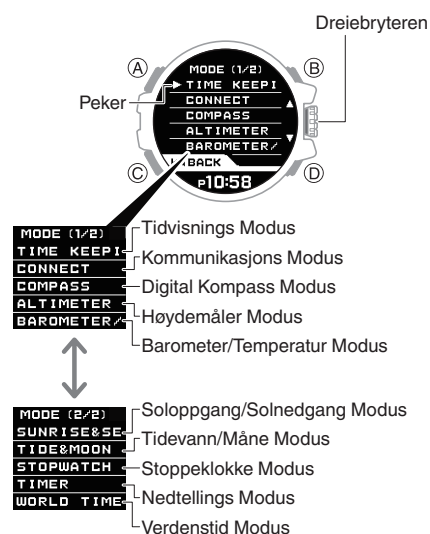 Dreiebryteren
A
B
MODE (1/2)
Peker
TIME KEEPI
CONNECT
COMPASS
ALTIMETER
BAROMETER/
BACK
C
D
P10:58
MODE (1/2)
TIME KEEPI
Tidvisnings Modus
CONNECT
Kommunikasjons Modus
COMPASS
Digital Kompass Modus
ALTIMETER
Høydemåler Modus
BAROMETER/
Barometer/Temperatur Modus
MODE (2/2)
SUNRISE&SE
Soloppgang/Solnedgang Modus
TIDE&MOON
Tidevann/Måne Modus
STOPWATCH
Stoppeklokke Modus
TIMER
Nedtellings Modus
WORLD TIME
Verdenstid Modus